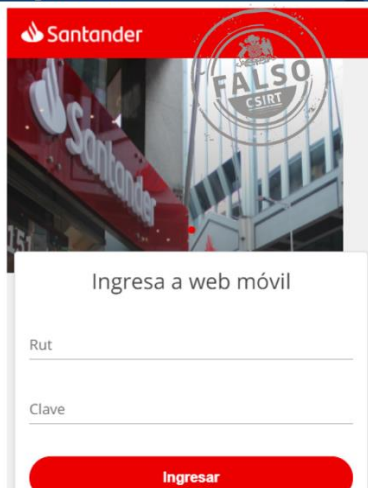 Santander
FALSO
CSIRT
Santander
151
Ingresa a web móvil
Rut
Clave
Ingresar